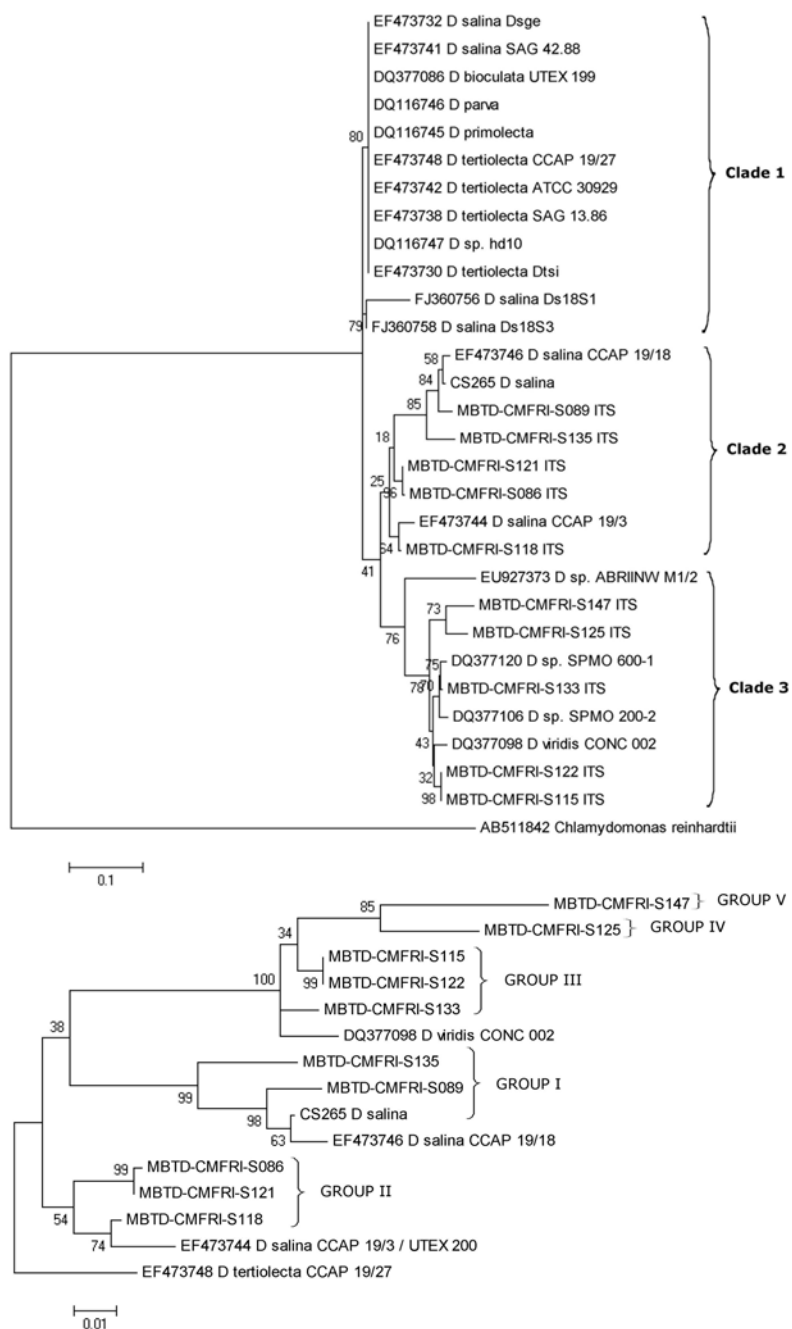 EF473732 D salina Dsge
EF473741 D salina SAG 42.88
DQ377086 D bioculata UTEX 199
DQ116746 D parva
80
DQ116745 D primolecta
EF473748 D tertiolecta CCAP 19/27
Clade 1
EF473742 D tertiolecta ATCC 30929
EF473738 D tertiolecta SAG 13.86
DQ116747 D sp. hd10
EF473730 D tertiolecta Dtsi
FJ360756 D salina Ds18S1
79
FJ360758 D salina Ds18S3
58
EF473746 D salina CCAP 19/18
84
CS265 D salina
85
MBTD-CMFRI-S089 ITS
18
MBTD-CMFRI-S135 ITS
Clade 2
MBTD-CMFRI-S121 ITS
25
96
MBTD-CMFRI-S086 ITS
EF473744 D salina CCAP 19/3
64
MBTD-CMFRI-S118 ITS
41
EU927373 D sp. ABRIINW M1/2
73
MBTD-CMFRI-S147 ITS
76
MBTD-CMFRI-S125 ITS
75
DQ377120 D sp. SPMO 600-1
78
70
MBTD-CMFRI-S133 ITS
Clade 3
DQ377106 D sp. SPMO 200-2
43
DQ377098 D viridis CONC 002
32
MBTD-CMFRI-S122 ITS
98
MBTD-CMFRI-S115 ITS
AB511842 Chlamydomonas reinhardtii
0.1
85
MBTD-CMFRI-S147
GROUP V
34
MBTD-CMFRI-S125
GROUP IV
MBTD-CMFRI-S115
100
99
MBTD-CMFRI-S122
GROUP III
MBTD-CMFRI-S133
38
DQ377098 D viridis CONC 002
MBTD-CMFRI-S135
99
MBTD-CMFRI-S089
GROUP I
98
CS265 D salina
63
EF473746 D salina CCAP 19/18
99
MBTD-CMFRI-S086
MBTD-CMFRI-S121
GROUP II
54
MBTD-CMFRI-S118
74
EF473744 D salina CCAP 19/3 / UTEX 200
EF473748 D tertiolecta CCAP 19/27
0.01